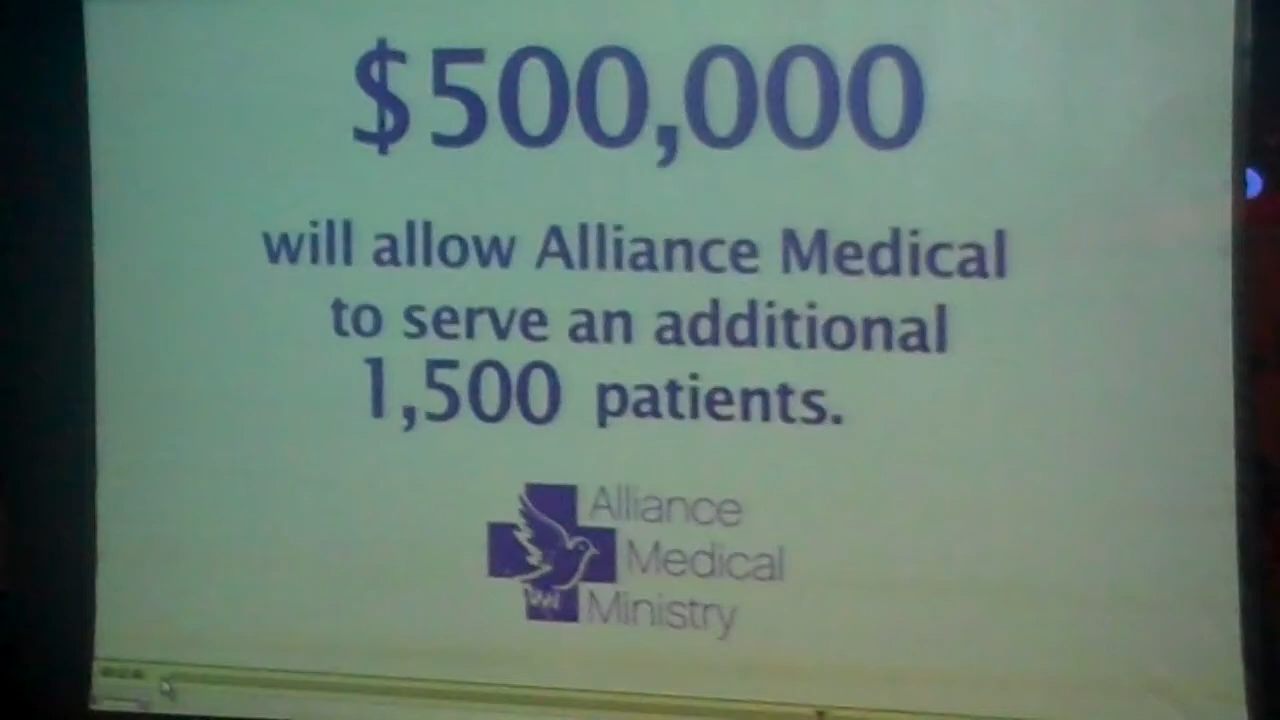 $500,000
will allow Alliance Medical
to serve an additional
1,500 patients.
Alliance
Medical
Ministry